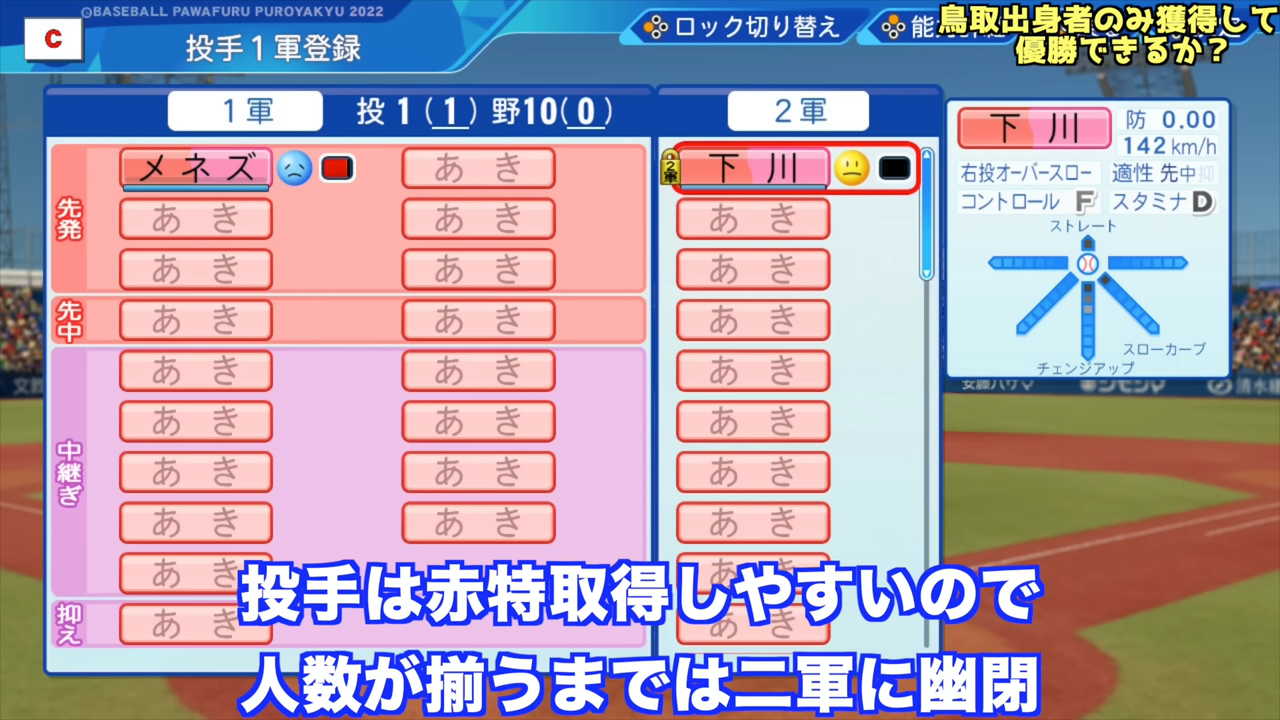 ©BASEBALL PAWAFURU PUROYAKYU 2022
C
投手１軍登録
ロック切り替え
鳥取出身者のみ獲得して
優勝できるか？
１軍
投 1 (1) 野10(0)
２軍
先発
メネズ
あき
2軍
下川
あき
あき
あき
あき
あき
あき
先中
あき
あき
あき
中継ぎ
あき
あき
あき
あき
あき
あき
あき
あき
あき
あき
あき
あき
あき
あき
抑え
あき
あき
下川
防 0.00
142 km/h
右投オーバースロー
適性 先中抑
コントロール F
スタミナ D
ストレート
スローカーブ
チェンジアップ
投手は赤特取得しやすいので
人数が揃うまでは二軍に幽閉